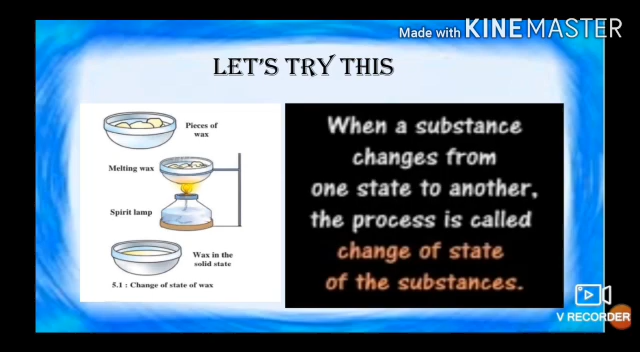 Made with KINEMASTER
LET'S TRY THIS
Pieces of
wax
Melting wax
Spirit lamp
Wax in the
solid state
5.1 : Change of state of wax
When a substance
changes from
one state to another,
the process is called
change of state
of the substances.
V RECORDER